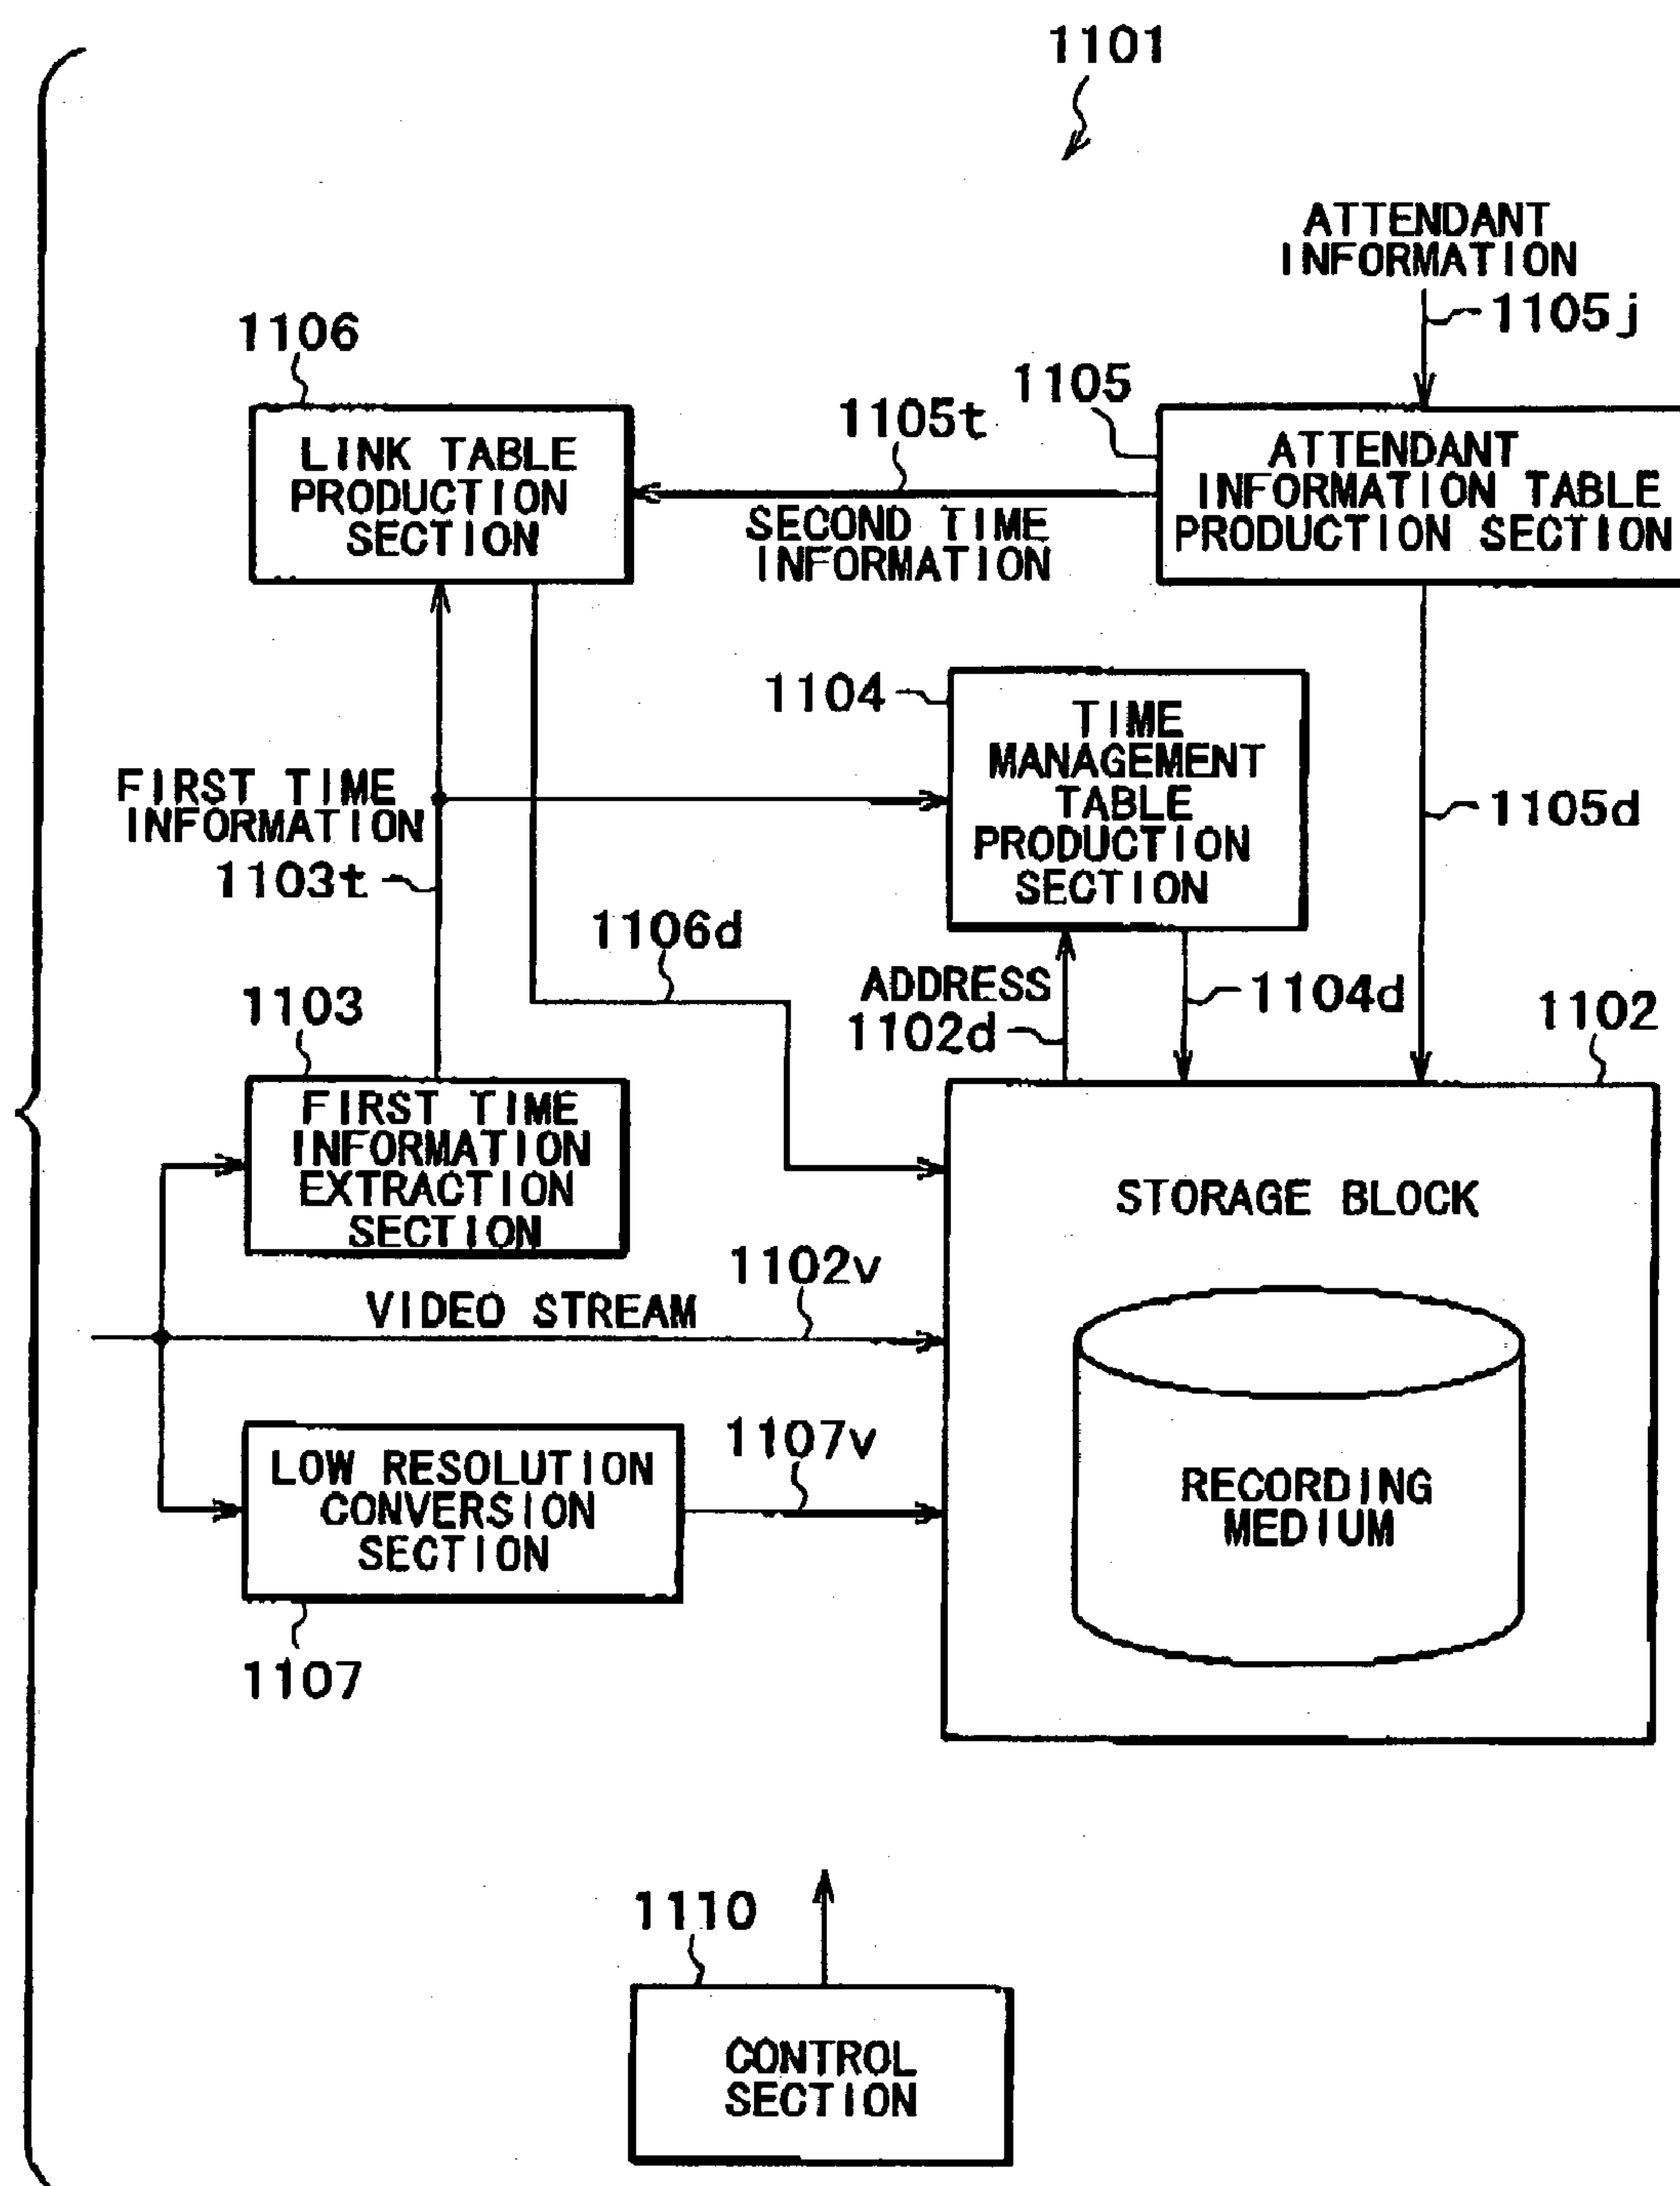 1101
ATTENDANT
INFORMATION
1105j
1106
1105
1105t
LINK TABLE
PRODUCTION
SECTION
ATTENDANT
INFORMATION TABLE
PRODUCTION SECTION
SECOND TIME
INFORMATION
1104
TIME
MANAGEMENT
TABLE
PRODUCTION
SECTION
FIRST TIME
INFORMATION
1103t
1105d
1106d
ADDRESS
1102d
1104d
1102
1103
FIRST TIME
INFORMATION
EXTRACTION
SECTION
STORAGE BLOCK
1102v
VIDEO STREAM
1107v
LOW RESOLUTION
CONVERSION
SECTION
RECORDING
MEDIUM
1107
1110
CONTROL
SECTION